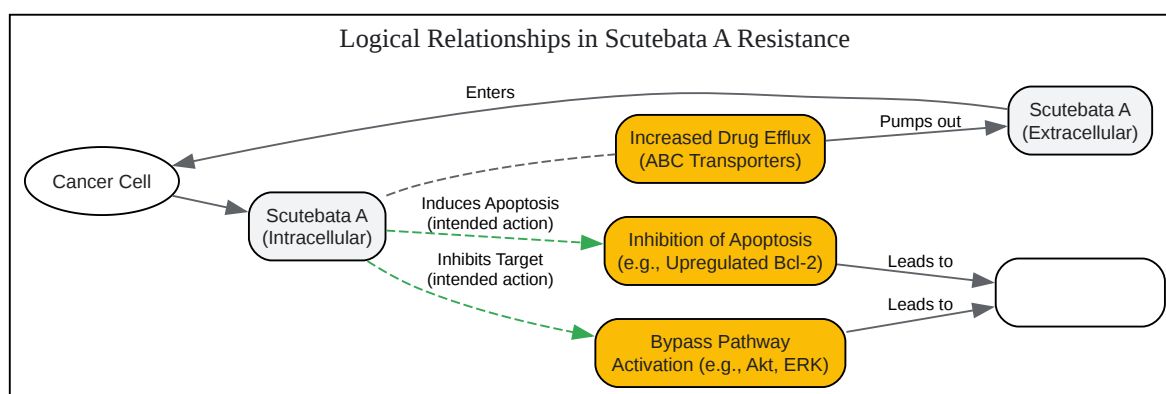 Logical Relationships in Scutebata A Resistance
Enters
Scutebata A
(Extracellular)
Pumps out
Increased Drug Efflux
(ABC Transporters)
Cancer Cell
Scutebata A
(Intracellular)
Induces Apoptosis
(intended action)
Inhibition of Apoptosis
(e.g., Upregulated Bcl-2)
Leads to
Inhibits Target
(intended action)
Leads to
Bypass Pathway
Activation (e.g., Akt, ERK)